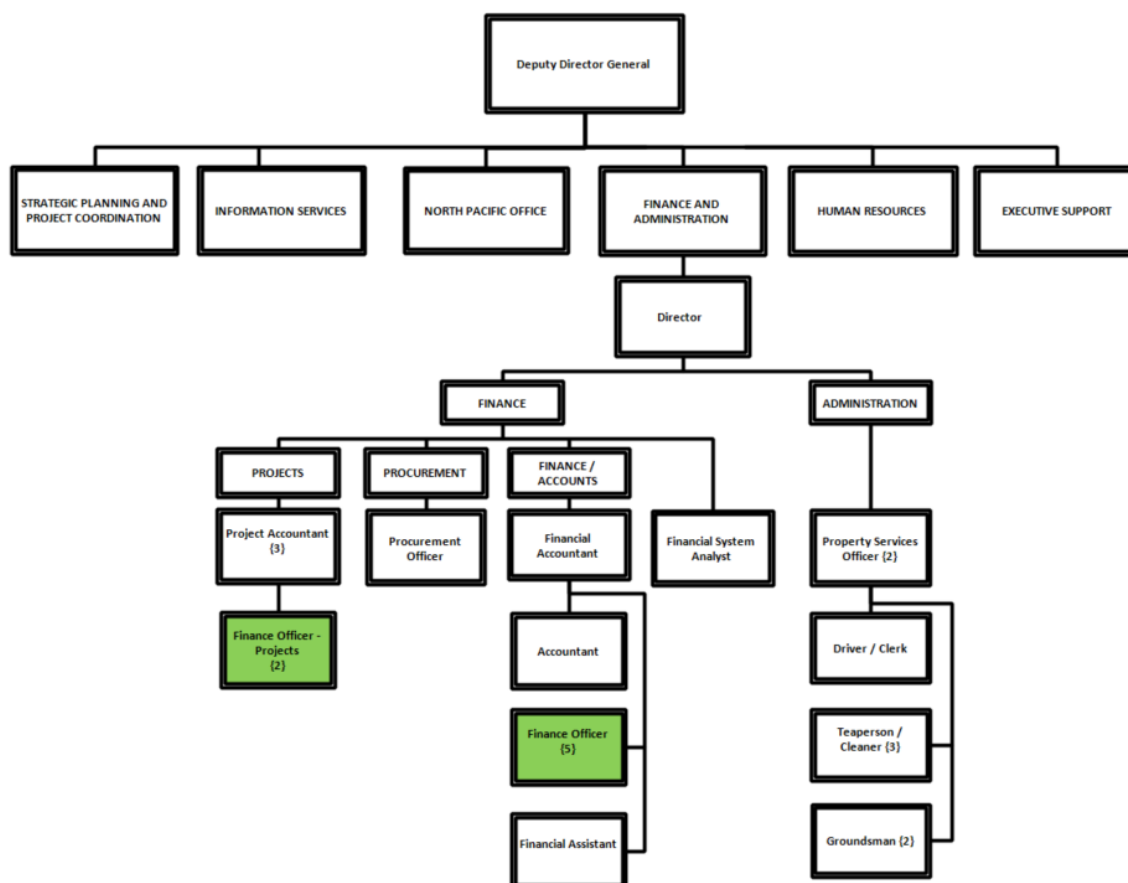 Deputy Director General
STRATEGIC PLANNING AND
PROJECT COORDINATION
INFORMATION SERVICES
NORTH PACIFIC OFFICE
FINANCE AND
ADMINISTRATION
HUMAN RESOURCES
EXECUTIVE SUPPORT
Director
FINANCE
ADMINISTRATION
PROJECTS
PROCUREMENT
FINANCE /
ACCOUNTS
Project Accountant
{3}
Procurement
Officer
Financial
Accountant
Financial System
Analyst
Property Services
Officer {2}
Finance Officer -
Projects
{2}
Accountant
Driver / Clerk
Finance Officer
{5}
Teaperson /
Cleaner {3}
Financial Assistant
Groundsman {2}